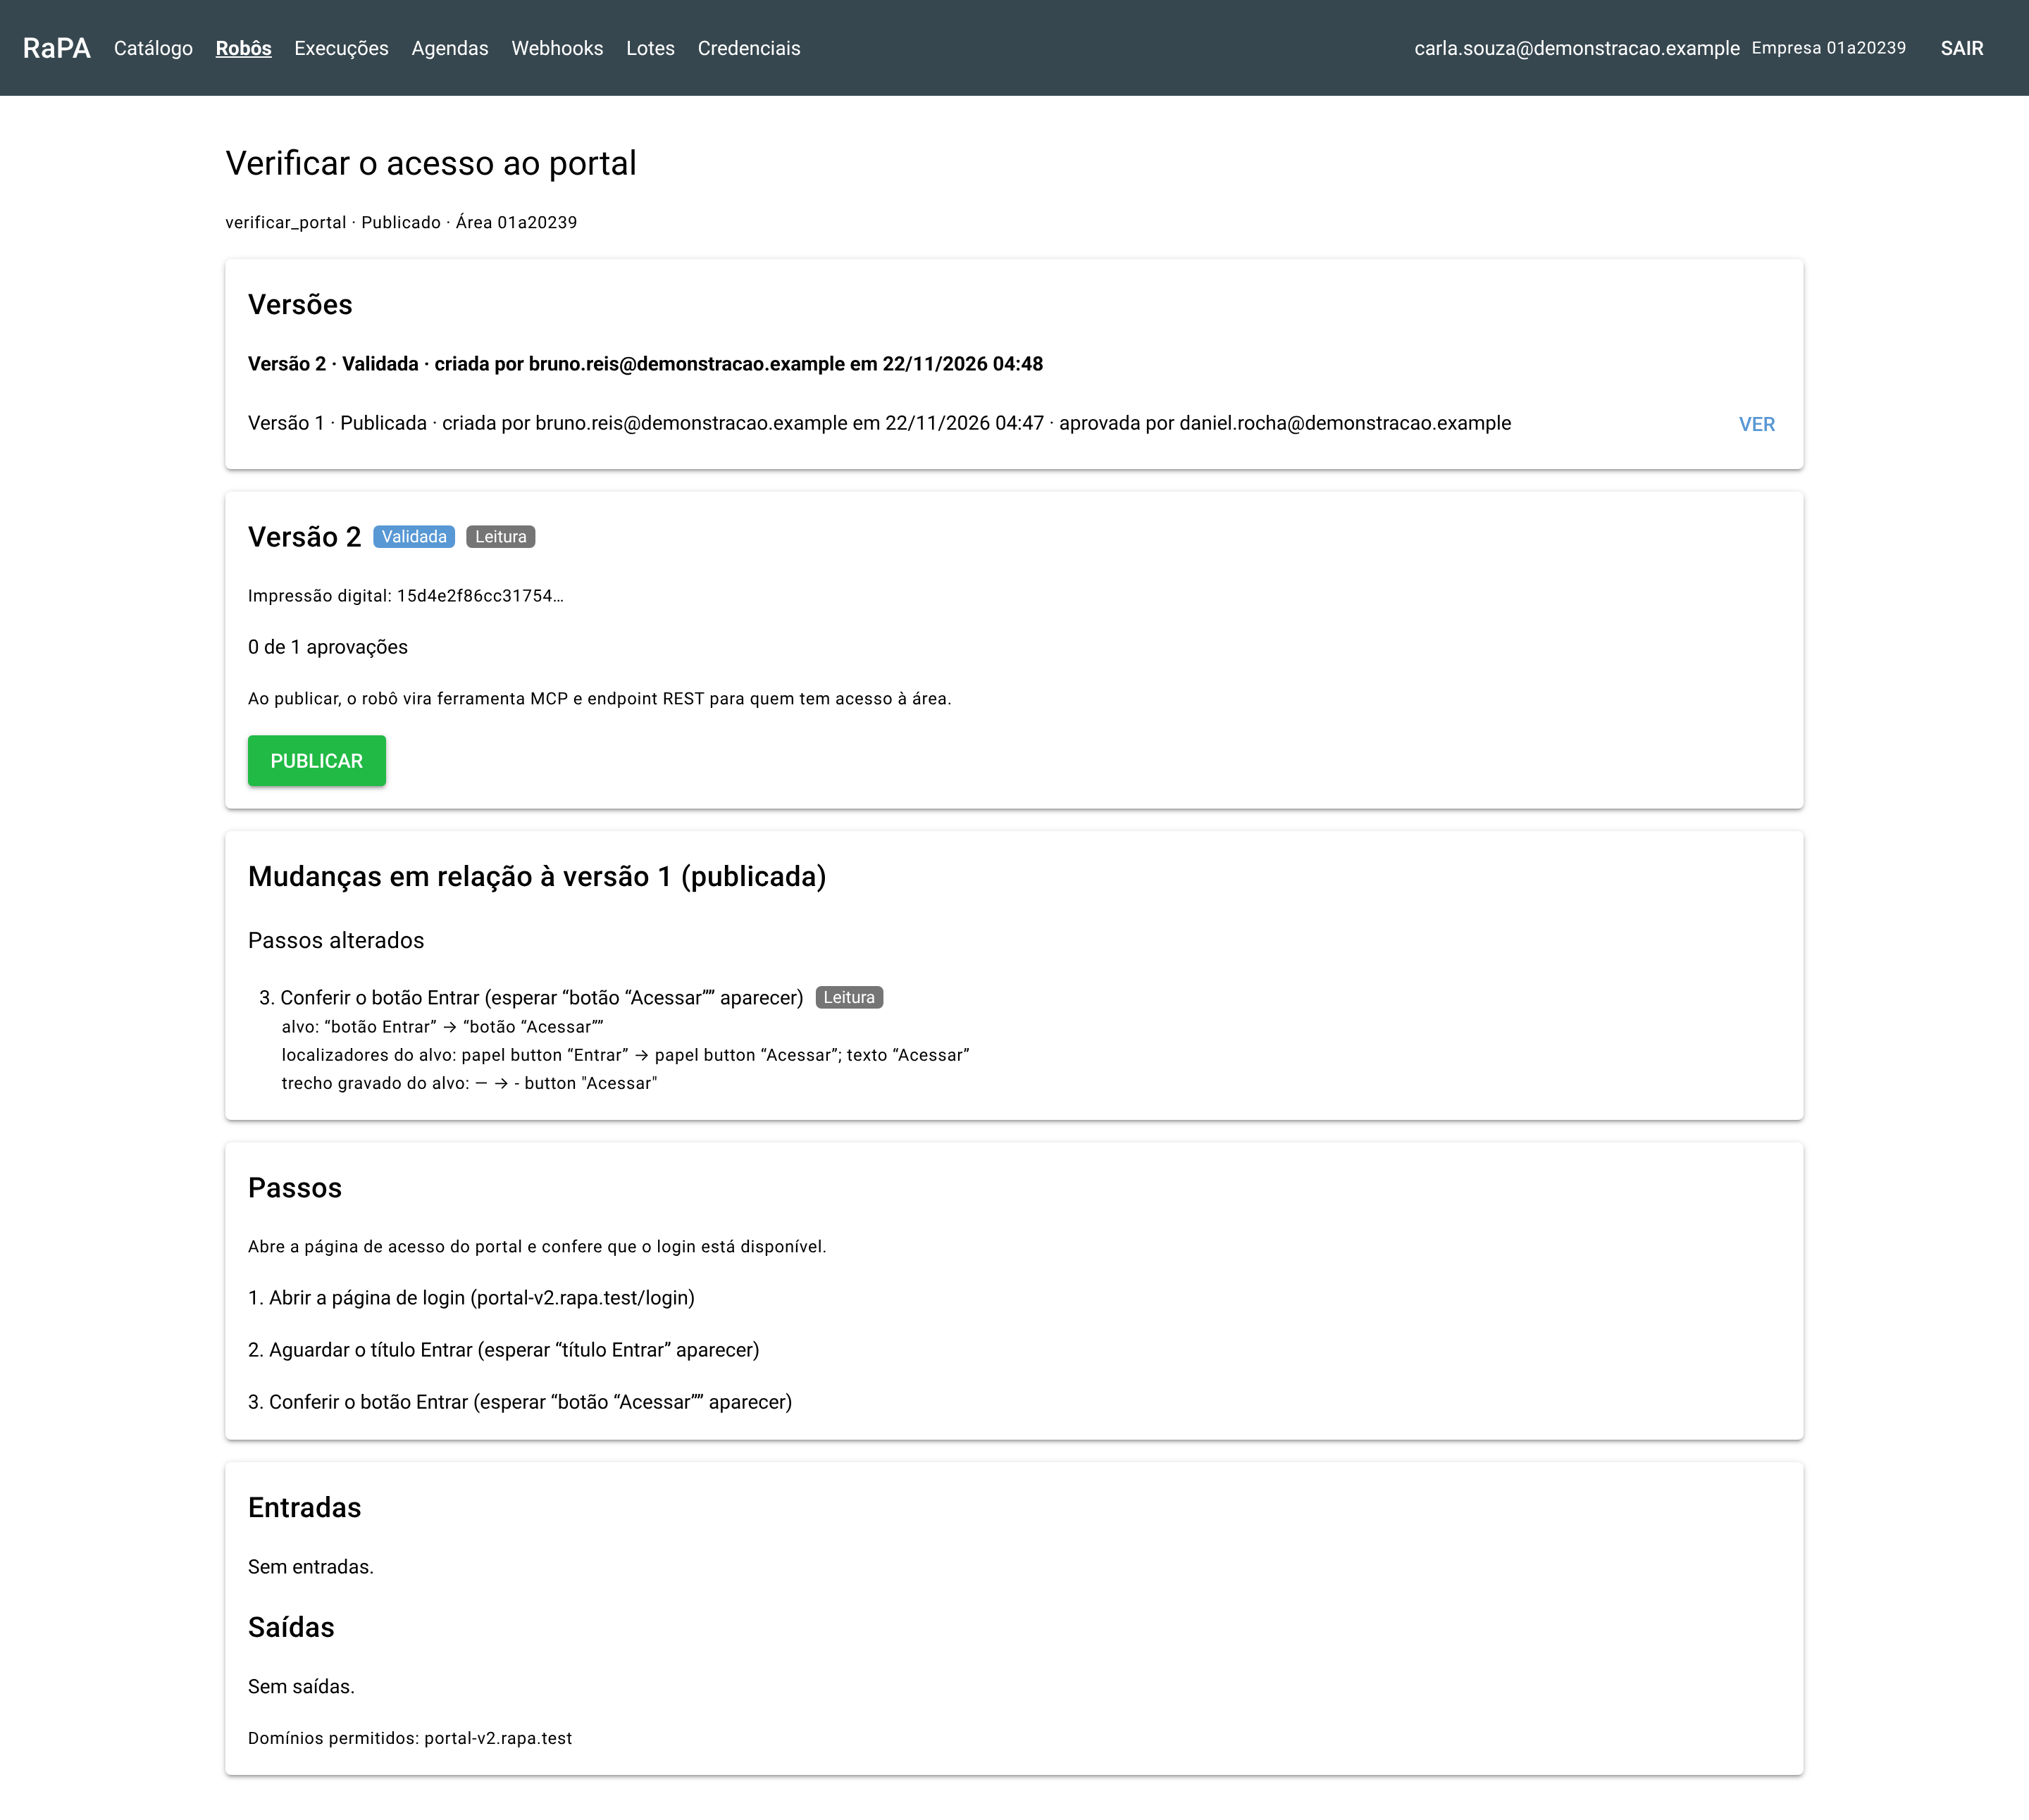 RaPA Catálogo Robôs Execuções Agendas Webhooks Lotes Credenciais carla.souza@demonstracao.example Empresa 01a20239 SAIR
Verificar o acesso ao portal
verificar_portal · Publicado · Área 01a20239
Versões
Versão 2 · Validada · criada por bruno.reis@demonstracao.example em 22/11/2026 04:48
Versão 1 · Publicada · criada por bruno.reis@demonstracao.example em 22/11/2026 04:47 · aprovada por daniel.rocha@demonstracao.example VER
Versão 2 Validada Leitura
Impressão digital: 15d4e2f86cc31754…
0 de 1 aprovações
Ao publicar, o robô vira ferramenta MCP e endpoint REST para quem tem acesso à área.
PUBLICAR
Mudanças em relação à versão 1 (publicada)
Passos alterados
3. Conferir o botão Entrar (esperar “botão “Acessar”” aparecer) Leitura
alvo: “botão Entrar” → “botão “Acessar””
localizadores do alvo: papel button “Entrar” → papel button “Acessar”; texto “Acessar”
trecho gravado do alvo: — → - button "Acessar"
Passos
Abre a página de acesso do portal e confere que o login está disponível.
1. Abrir a página de login (portal-v2.rapa.test/login)
2. Aguardar o título Entrar (esperar “título Entrar” aparecer)
3. Conferir o botão Entrar (esperar “botão “Acessar”” aparecer)
Entradas
Sem entradas.
Saídas
Sem saídas.
Domínios permitidos: portal-v2.rapa.test